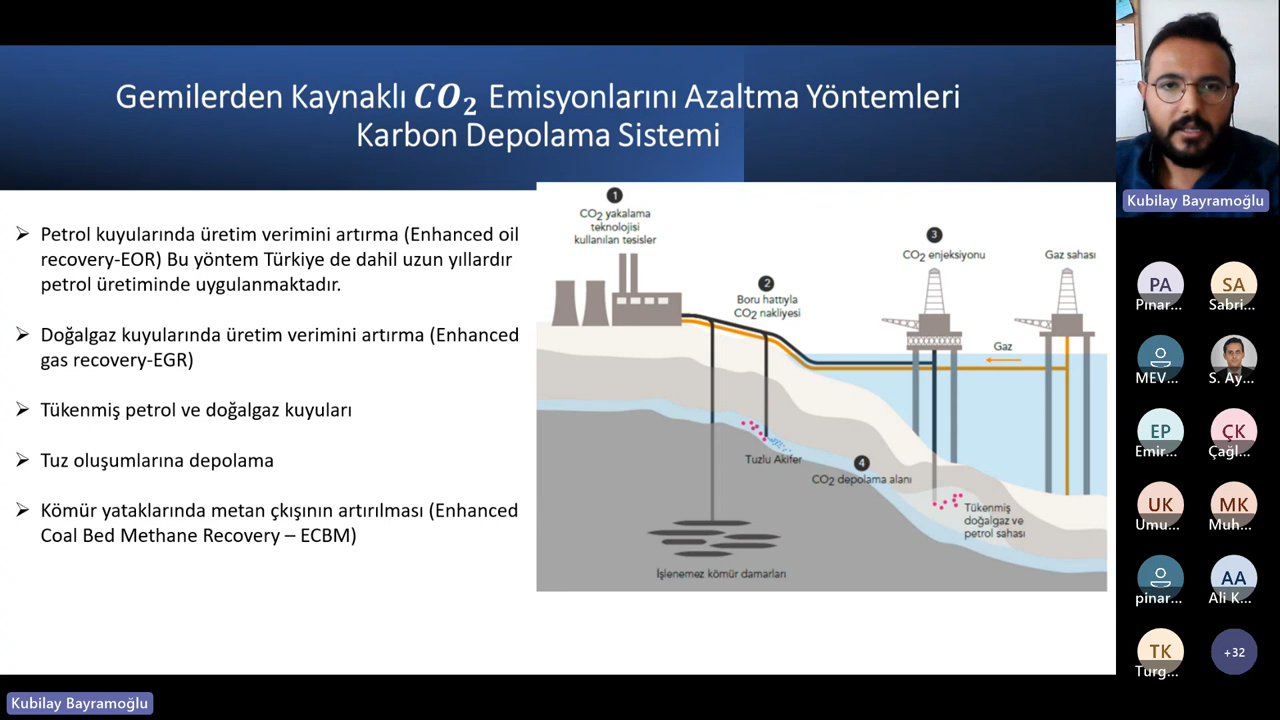 Gemilerden Kaynaklı CO₂ Emisyonlarını Azaltma Yöntemleri
Karbon Depolama Sistemi
➢ Petrol kuyularında üretim verimini artırma (Enhanced oil
recovery-EOR) Bu yöntem Türkiye de dahil uzun yıllardır
petrol üretiminde uygulanmaktadır.
➢ Doğalgaz kuyularında üretim verimini artırma (Enhanced
gas recovery-EGR)
➢ Tükenmiş petrol ve doğalgaz kuyuları
➢ Tuz oluşumlarına depolama
➢ Kömür yataklarında metan çkışının artırılması (Enhanced
Coal Bed Methane Recovery – ECBM)
1
CO₂ yakalama
teknolojisi
kullanılan tesisler
2
Boru hattıyla
CO₂ nakliyesi
3
CO₂ enjeksiyonu
Gaz sahası
Gaz
Tuzlu Akifer
4
CO₂ depolama alanı
Tükenmiş
doğalgaz ve
petrol sahası
İşlenemez kömür damarları
Kubilay Bayramoğlu
PA
Pınar...
SA
Sabri...
MEV...
S. Ay...
EP
Emir...
ÇK
Çağl...
UK
Umu...
MK
Muh...
pinar...
AA
Ali K...
TK
Turg...
+32
Kubilay Bayramoğlu